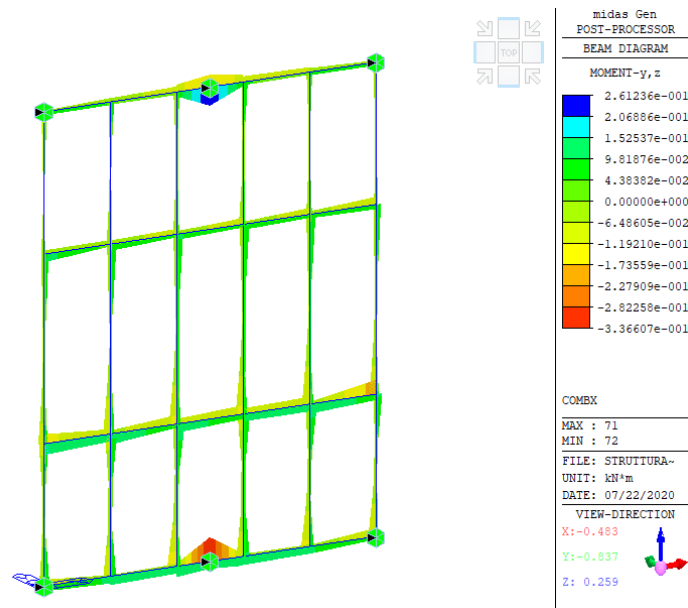 TOP
midas Gen
POST-PROCESSOR
BEAM DIAGRAM
MOMENT-y,z
2.61236e-001
2.06886e-001
1.52537e-001
9.81876e-002
4.38382e-002
0.00000e+000
-6.48605e-002
-1.19210e-001
-1.73559e-001
-2.27909e-001
-2.82258e-001
-3.36607e-001
COMBX
MAX : 71
MIN : 72
FILE: STRUTTURA~
UNIT: kN*m
DATE: 07/22/2020
VIEW-DIRECTION
X:-0.483
Y:-0.837
Z: 0.259